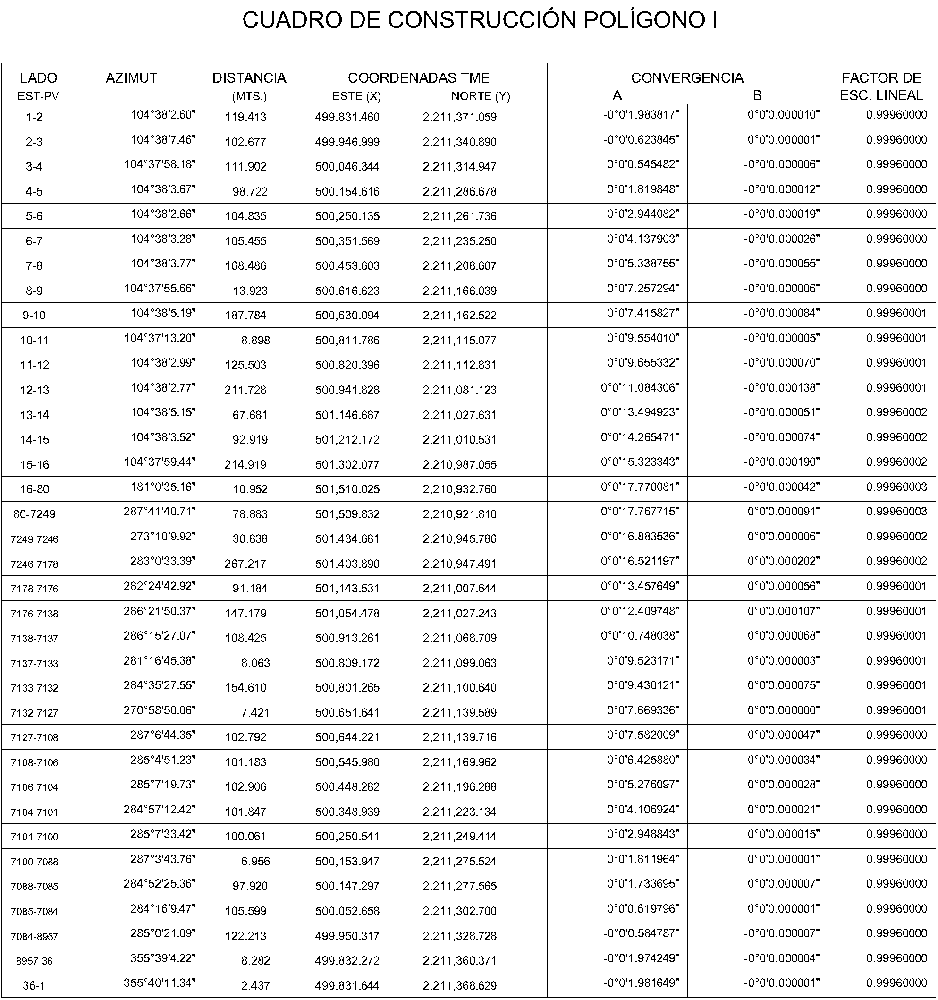 CUADRO DE CONSTRUCCIÓN POLÍGONO I
LADO AZIMUT DISTANCIA COORDENADAS TME CONVERGENCIA FACTOR DE
EST-PV (MTS.) ESTE (X) NORTE (Y) A B ESC. LINEAL
1-2 104°38'2.60" 119.413 499,831.460 2,211,371.059 -0°0'1.983817" 0°0'0.000010" 0.99960000
2-3 104°38'7.46" 102.677 499,946.999 2,211,340.890 -0°0'0.623845" 0°0'0.000001" 0.99960000
3-4 104°37'58.18" 111.902 500,046.344 2,211,314.947 0°0'0.545482" -0°0'0.000006" 0.99960000
4-5 104°38'3.67" 98.722 500,154.616 2,211,286.678 0°0'1.819848" -0°0'0.000012" 0.99960000
5-6 104°38'2.66" 104.835 500,250.135 2,211,261.736 0°0'2.944082" -0°0'0.000019" 0.99960000
6-7 104°38'3.28" 105.455 500,351.569 2,211,235.250 0°0'4.137903" -0°0'0.000026" 0.99960000
7-8 104°38'3.77" 168.486 500,453.603 2,211,208.607 0°0'5.338755" -0°0'0.000055" 0.99960000
8-9 104°37'55.66" 13.923 500,616.623 2,211,166.039 0°0'7.257294" -0°0'0.000006" 0.99960000
9-10 104°38'5.19" 187.784 500,630.094 2,211,162.522 0°0'7.415827" -0°0'0.000084" 0.99960001
10-11 104°37'13.20" 8.898 500,811.786 2,211,115.077 0°0'9.554010" -0°0'0.000005" 0.99960001
11-12 104°38'2.99" 125.503 500,820.396 2,211,112.831 0°0'9.655332" -0°0'0.000070" 0.99960001
12-13 104°38'2.77" 211.728 500,941.828 2,211,081.123 0°0'11.084306" -0°0'0.000138" 0.99960001
13-14 104°38'5.15" 67.681 501,146.687 2,211,027.631 0°0'13.494923" -0°0'0.000051" 0.99960002
14-15 104°38'3.52" 92.919 501,212.172 2,211,010.531 0°0'14.265471" -0°0'0.000074" 0.99960002
15-16 104°37'59.44" 214.919 501,302.077 2,210,987.055 0°0'15.323343" -0°0'0.000190" 0.99960002
16-80 181°0'35.16" 10.952 501,510.025 2,210,932.760 0°0'17.770081" -0°0'0.000042" 0.99960003
80-7249 287°41'40.71" 78.883 501,509.832 2,210,921.810 0°0'17.767715" 0°0'0.000091" 0.99960003
7249-7246 273°10'9.92" 30.838 501,434.681 2,210,945.786 0°0'16.883536" 0°0'0.000006" 0.99960002
7246-7178 283°0'33.39" 267.217 501,403.890 2,210,947.491 0°0'16.521197" 0°0'0.000202" 0.99960002
7178-7176 282°24'42.92" 91.184 501,143.531 2,211,007.644 0°0'13.457649" 0°0'0.000056" 0.99960001
7176-7138 286°21'50.37" 147.179 501,054.478 2,211,027.243 0°0'12.409748" 0°0'0.000107" 0.99960001
7138-7137 286°15'27.07" 108.425 500,913.261 2,211,068.709 0°0'10.748038" 0°0'0.000068" 0.99960001
7137-7133 281°16'45.38" 8.063 500,809.172 2,211,099.063 0°0'9.523171" 0°0'0.000003" 0.99960001
7133-7132 284°35'27.55" 154.610 500,801.265 2,211,100.640 0°0'9.430121" 0°0'0.000075" 0.99960001
7132-7127 270°58'50.06" 7.421 500,651.641 2,211,139.589 0°0'7.669336" 0°0'0.000000" 0.99960001
7127-7108 287°6'44.35" 102.792 500,644.221 2,211,139.716 0°0'7.582009" 0°0'0.000047" 0.99960000
7108-7106 285°4'51.23" 101.183 500,545.980 2,211,169.962 0°0'6.425880" 0°0'0.000034" 0.99960000
7106-7104 285°7'19.73" 102.906 500,448.282 2,211,196.288 0°0'5.276097" 0°0'0.000028" 0.99960000
7104-7101 284°57'12.42" 101.847 500,348.939 2,211,223.134 0°0'4.106924" 0°0'0.000021" 0.99960000
7101-7100 285°7'33.42" 100.061 500,250.541 2,211,249.414 0°0'2.948843" 0°0'0.000015" 0.99960000
7100-7088 287°3'43.76" 6.956 500,153.947 2,211,275.524 0°0'1.811964" 0°0'0.000001" 0.99960000
7088-7085 284°52'25.36" 97.920 500,147.297 2,211,277.565 0°0'1.733695" 0°0'0.000007" 0.99960000
7085-7084 284°16'9.47" 105.599 500,052.658 2,211,302.700 0°0'0.619796" 0°0'0.000001" 0.99960000
7084-8957 285°0'21.09" 122.213 499,950.317 2,211,328.728 -0°0'0.584787" -0°0'0.000007" 0.99960000
8957-36 355°39'4.22" 8.282 499,832.272 2,211,360.371 -0°0'1.974249" -0°0'0.000004" 0.99960000
36-1 355°40'11.34" 2.437 499,831.644 2,211,368.629 -0°0'1.981649" -0°0'0.000001" 0.99960000